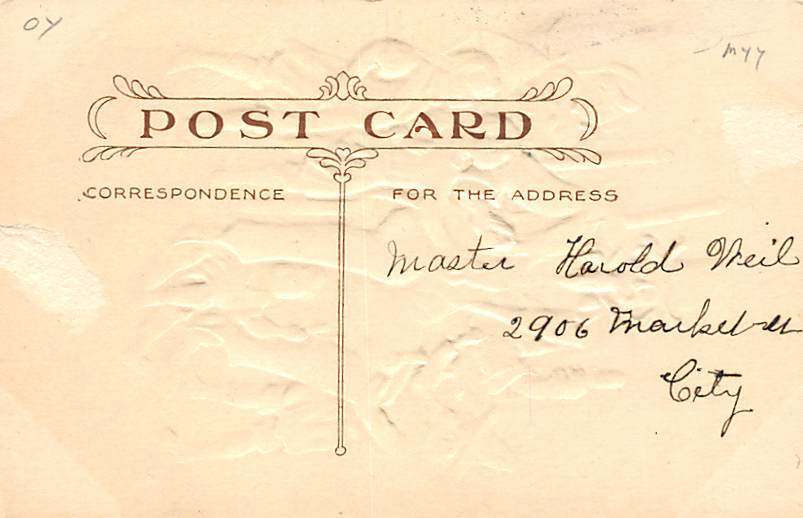 OY
MYY
POST CARD
CORRESPONDENCE
FOR THE ADDRESS
Master Harold Weil
2906 Market st
City